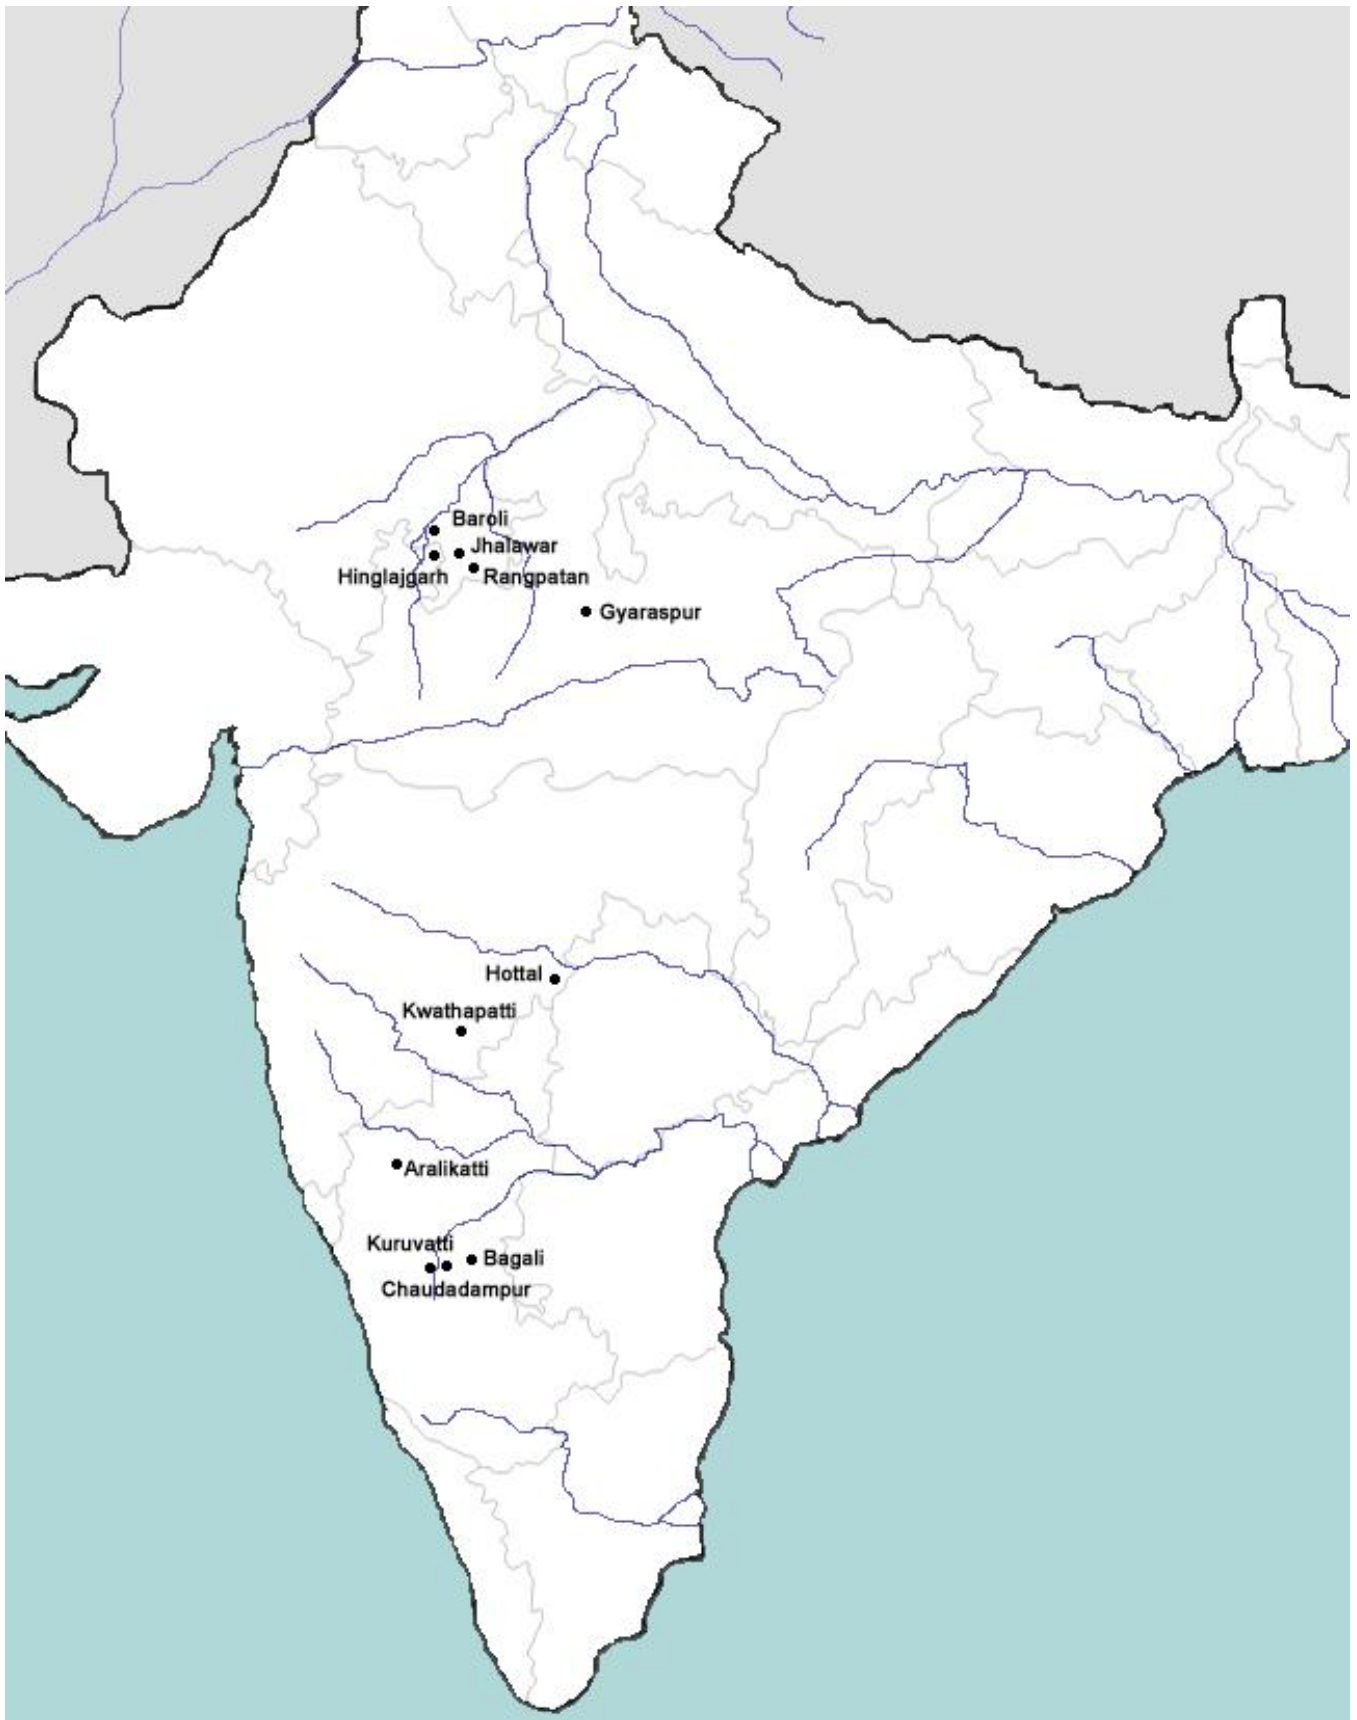 Baroli
Jhalawar
Hinglajgarh
Rangpatan
Gyaraspur
Hottal
Kwathapatti
Aralikatti
Kuruvatti
Bagali
Chaudadampur